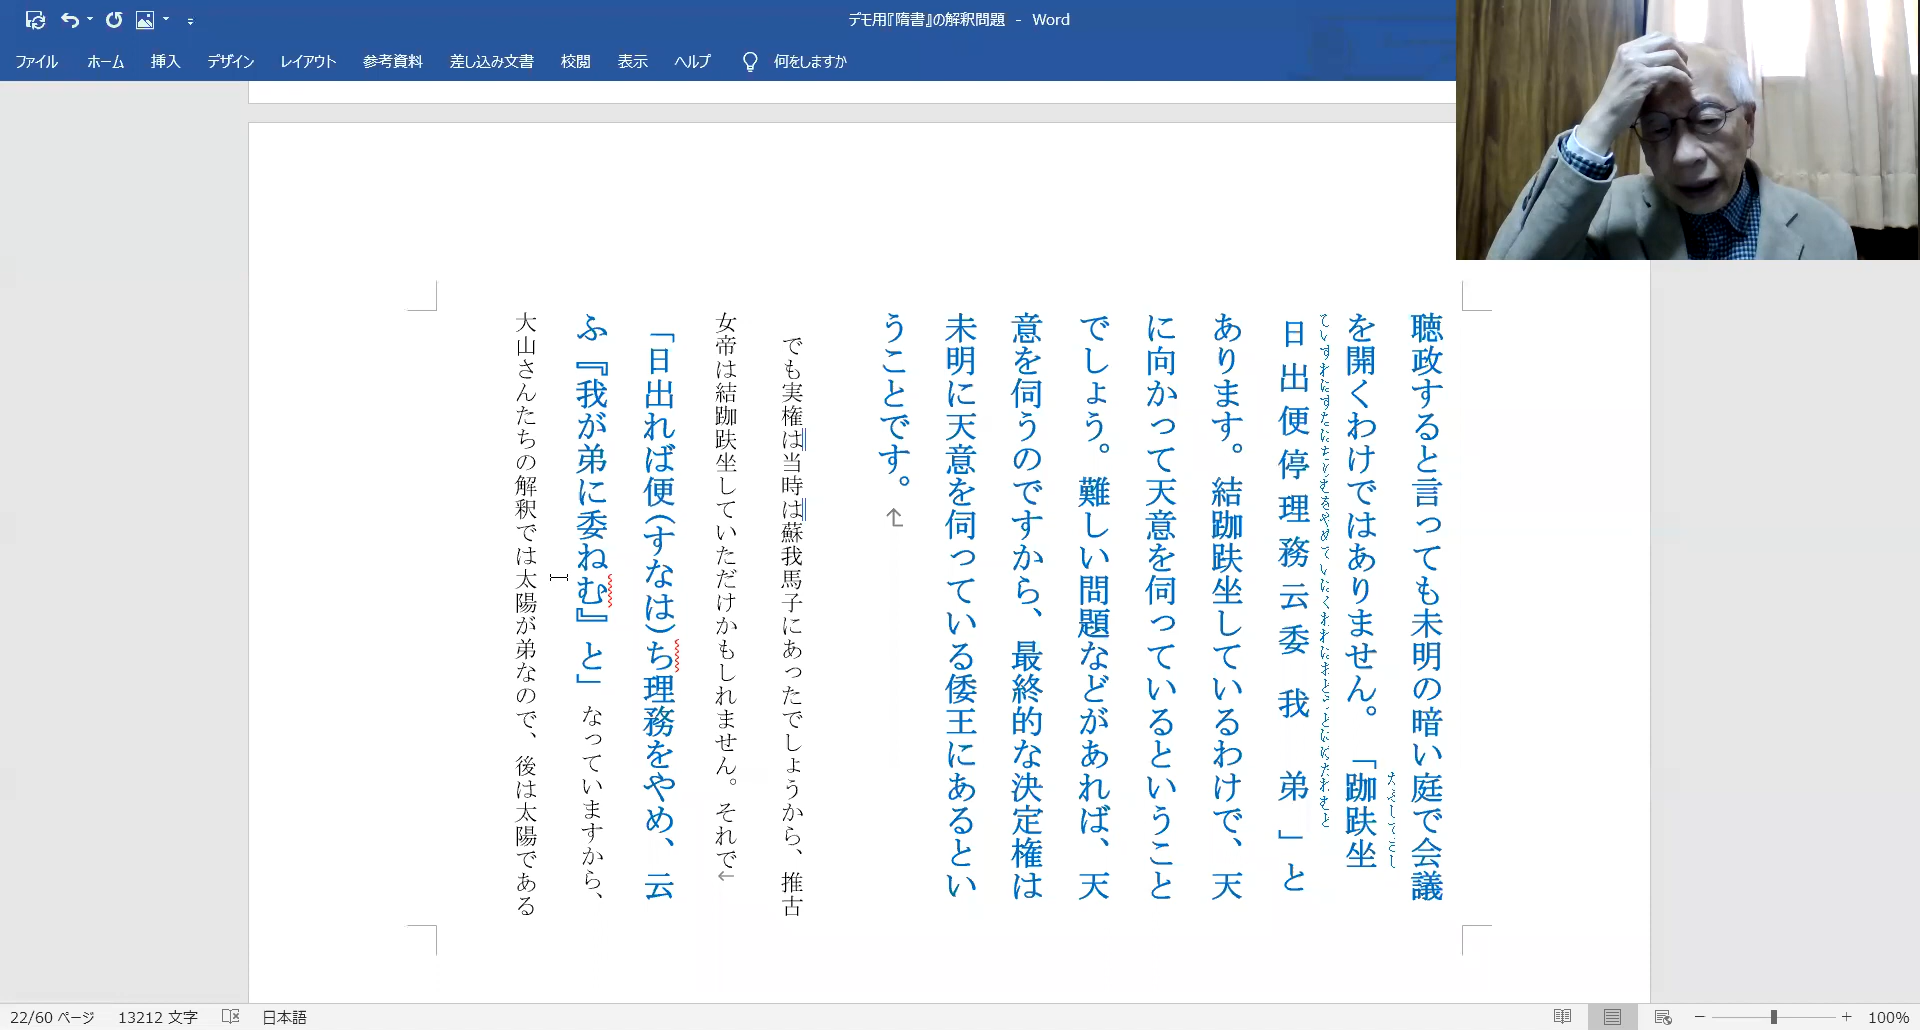 デモ用『隋書』の解釈問題 - Word
ファイル ホーム 挿入 デザイン レイアウト 参考資料 差し込み文書 校閲 表示 ヘルプ 何をしますか
聴政すると言っても未明の暗い庭で会議
を開くわけではありません。「跏趺坐
日出便停理務云委我弟」と
あります。結跏趺坐しているわけで、天
に向かって天意を伺っているということ
でしょう。難しい問題などがあれば、天
意を伺うのですから、最終的な決定権は
未明に天意を伺っている倭王にあるとい
うことです。
でも実権は当時は蘇我馬子にあったでしょうから、推古
女帝は結跏趺坐していただけかもしれません。それで
「日出れば便(すなは)ち理務をやめ、云
ふ『我が弟に委ねむ』と」なっていますから、
大山さんたちの解釈では太陽が弟なので、後は太陽である
22/60 ページ 13212 文字 日本語 100%